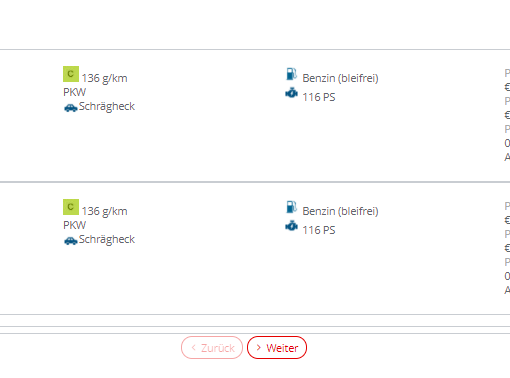 C 136 g/km
PKW
Schrägheck
Benzin (bleifrei)
116 PS
P
€
P
€
P
0
A
C 136 g/km
PKW
Schrägheck
Benzin (bleifrei)
116 PS
P
€
P
€
P
0
A
< Zurück
> Weiter